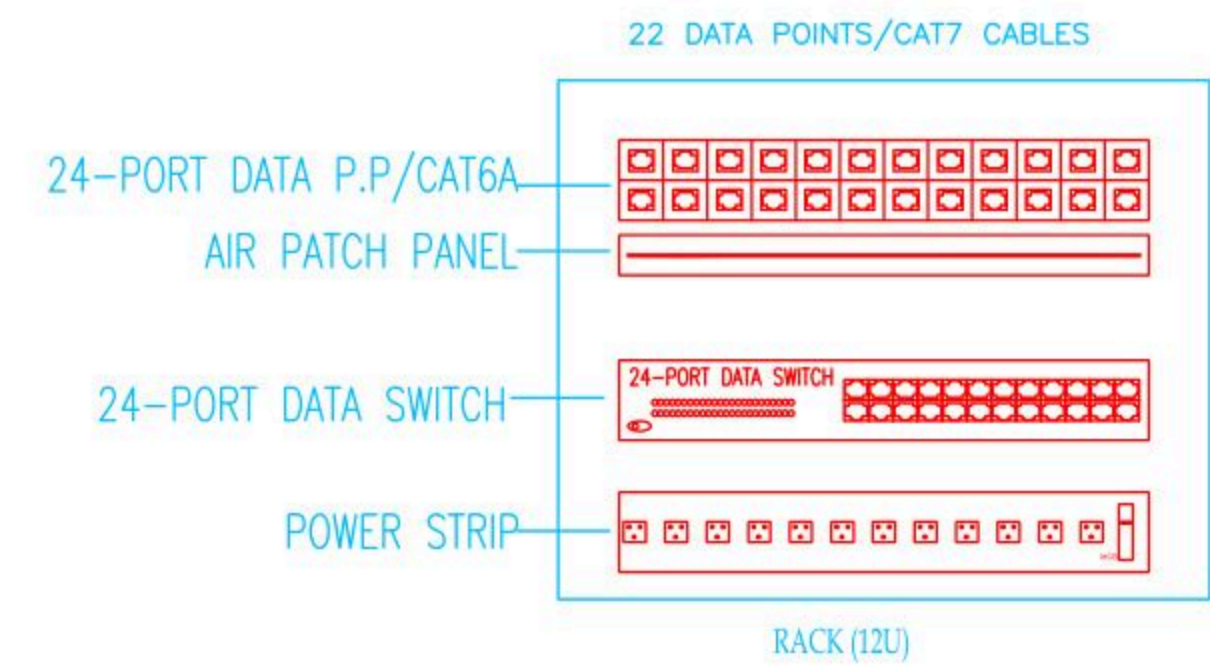 22 DATA POINTS/CAT7 CABLES
24-PORT DATA P.P/CAT6A
AIR PATCH PANEL
24-PORT DATA SWITCH
24-PORT DATA SWITCH
POWER STRIP
RACK (12U)